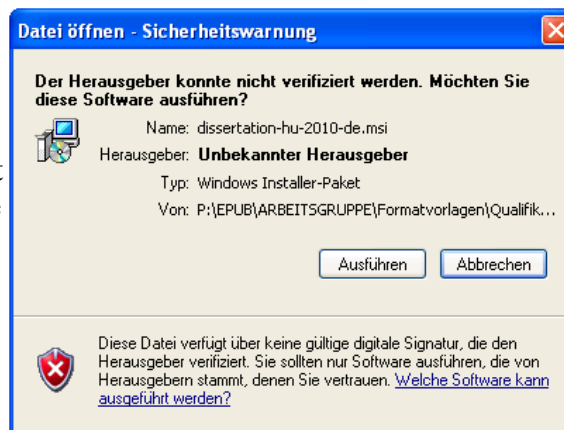 Datei öffnen - Sicherheitswarnung
Der Herausgeber konnte nicht verifiziert werden. Möchten Sie
diese Software ausführen?
Name: dissertation-hu-2010-de.msi
Herausgeber: Unbekannter Herausgeber
Typ: Windows Installer-Paket
Von: P:\EPUB\ARBEITSGRUPPE\Formatvorlagen\Qualifik...
Ausführen Abbrechen
Diese Datei verfügt über keine gültige digitale Signatur, die den
Herausgeber verifiziert. Sie sollten nur Software ausführen, die von
Herausgebern stammt, denen Sie vertrauen. Welche Software kann
ausgeführt werden?